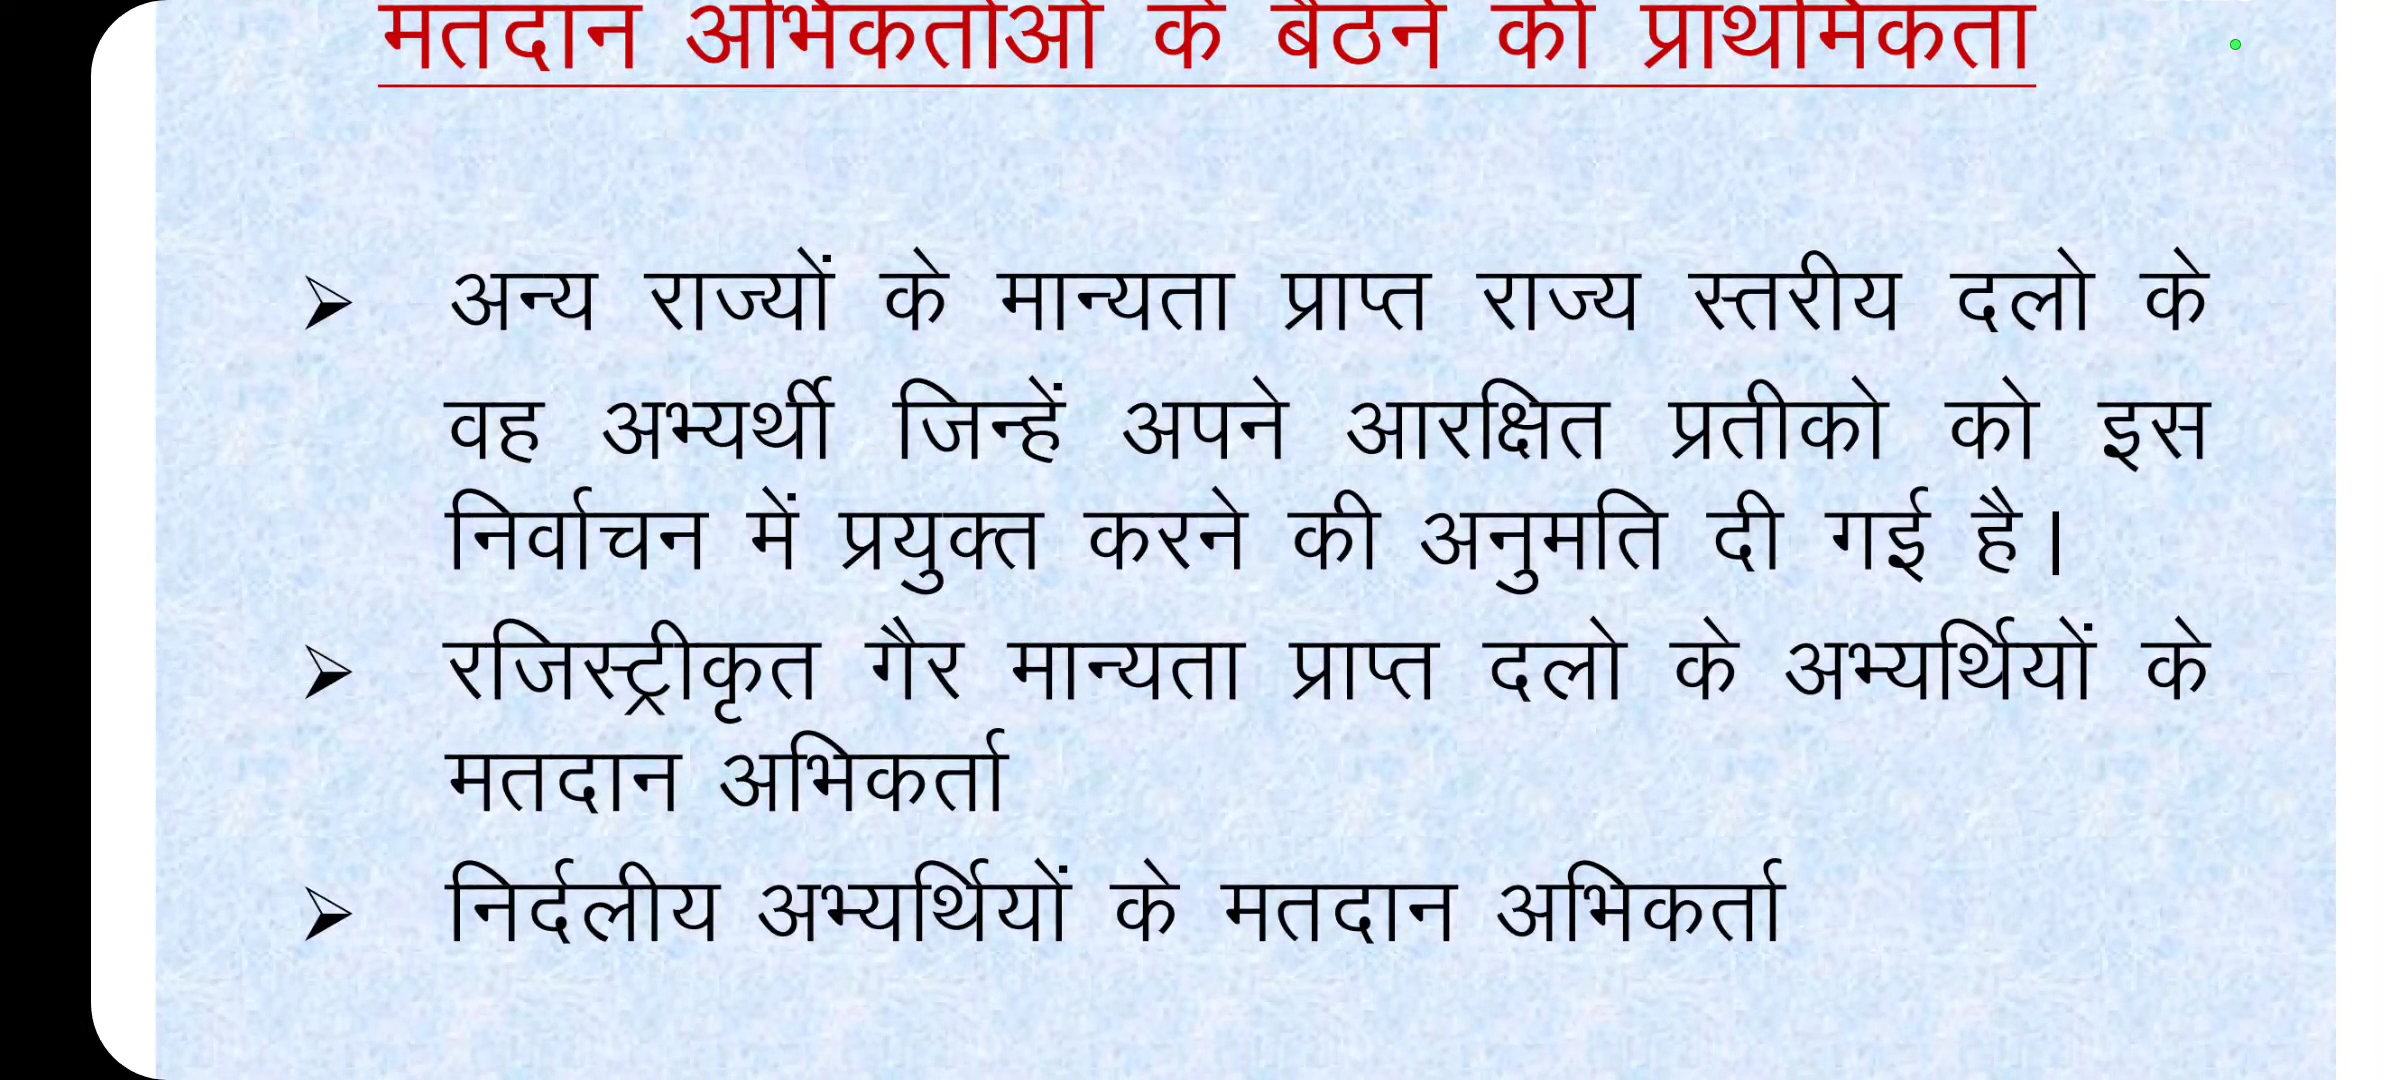 मतदान अभिकर्ताओं के बैठने की प्राथमिकता
अन्य राज्यों के मान्यता प्राप्त राज्य स्तरीय दलो के
वह अभ्यर्थी जिन्हें अपने आरक्षित प्रतीको को इस
निर्वाचन में प्रयुक्त करने की अनुमति दी गई है।
रजिस्ट्रीकृत गैर मान्यता प्राप्त दलो के अभ्यर्थियों के
मतदान अभिकर्ता
निर्दलीय अभ्यर्थियों के मतदान अभिकर्ता